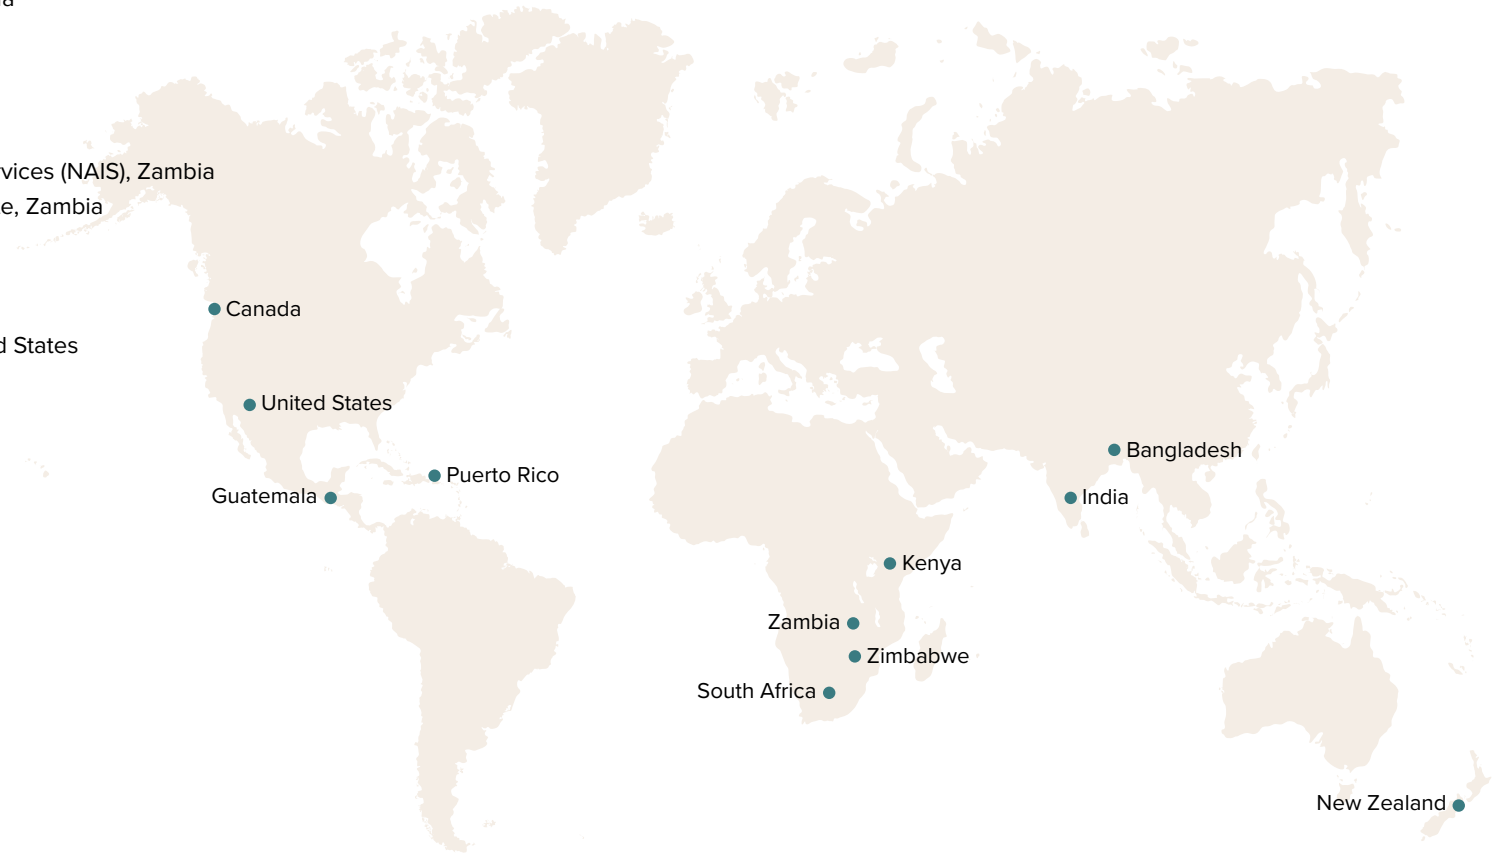 vices (NAIS), Zambia
e, Zambia
Canada
d States
United States
Puerto Rico
Guatemala
Bangladesh
India
Kenya
Zambia
Zimbabwe
South Africa
New Zealand